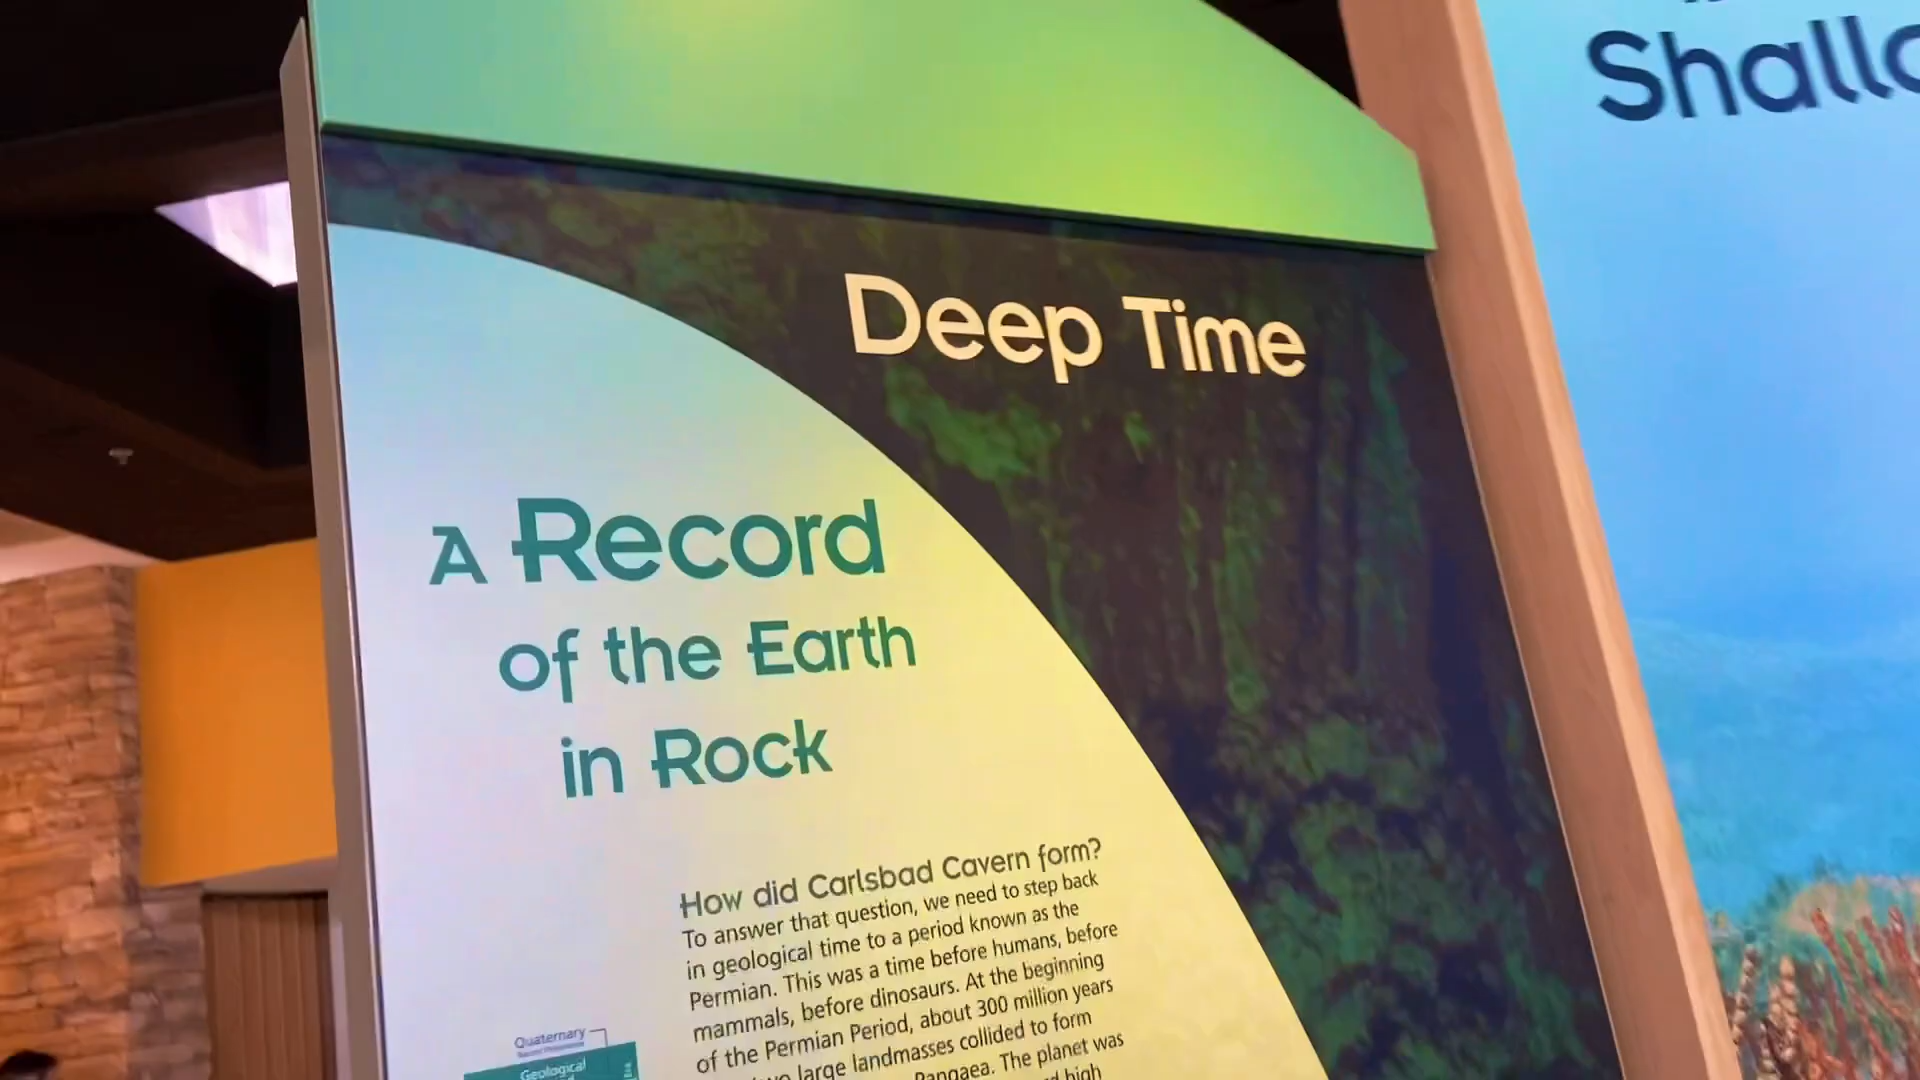 Deep Time
A Record
of the Earth
in Rock
How did Carlsbad Cavern form?
To answer that question, we need to step back
in geological time to a period known as the
Permian. This was a time before humans, before
mammals, before dinosaurs. At the beginning
of the Permian Period, about 300 million years
large landmasses collided to form
Pangaea. The planet was
high
Quaternary
Geological